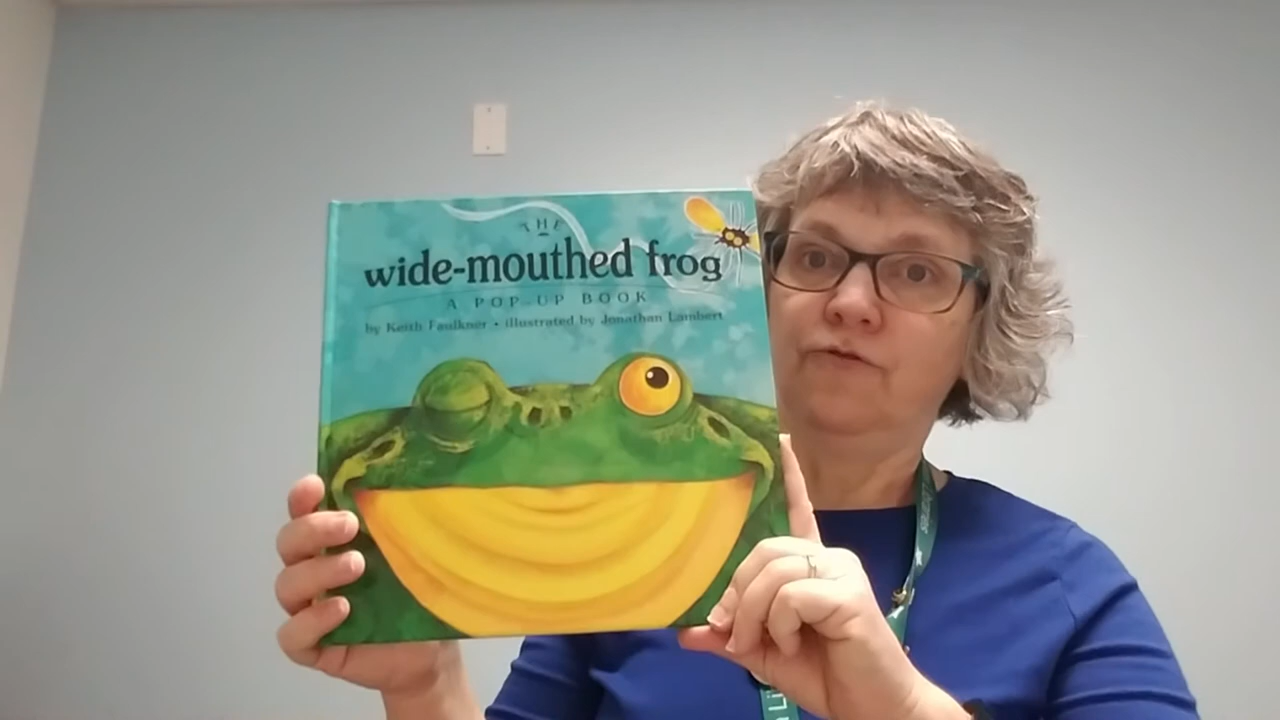 THE
wide-mouthed frog
A POP-UP BOOK
by Keith Faulkner • illustrated by Jonathan Lambert